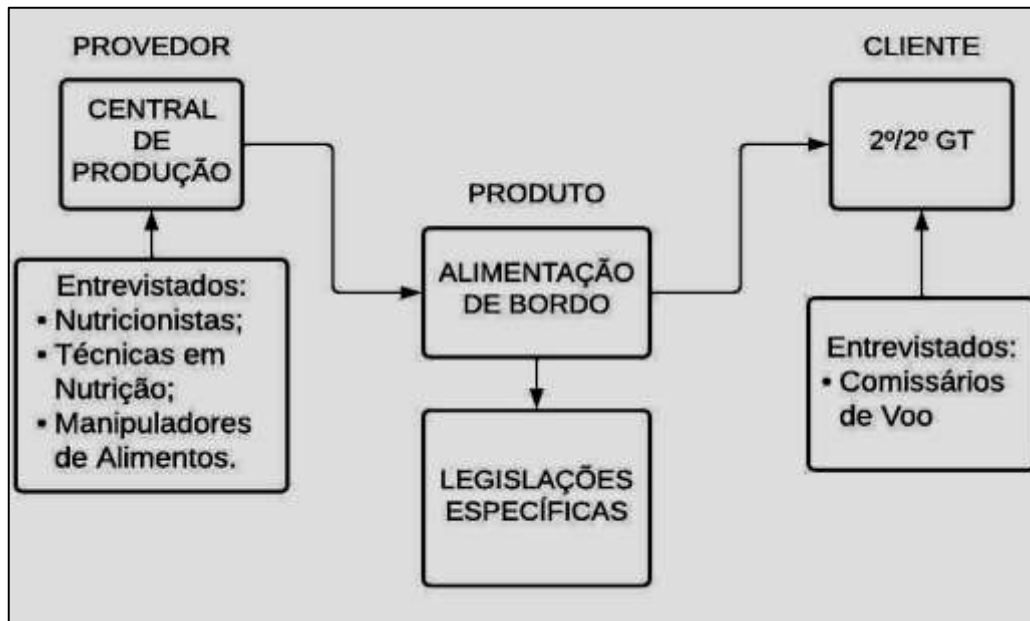 PROVEDOR
CENTRAL
DE
PRODUÇÃO
Entrevistados:
▪ Nutricionistas;
▪ Técnicas em
Nutrição;
▪ Manipuladores
de Alimentos.
PRODUTO
ALIMENTAÇÃO
DE BORDO
LEGISLAÇÕES
ESPECÍFICAS
CLIENTE
2º/2º GT
Entrevistados:
▪ Comissários
de Voo